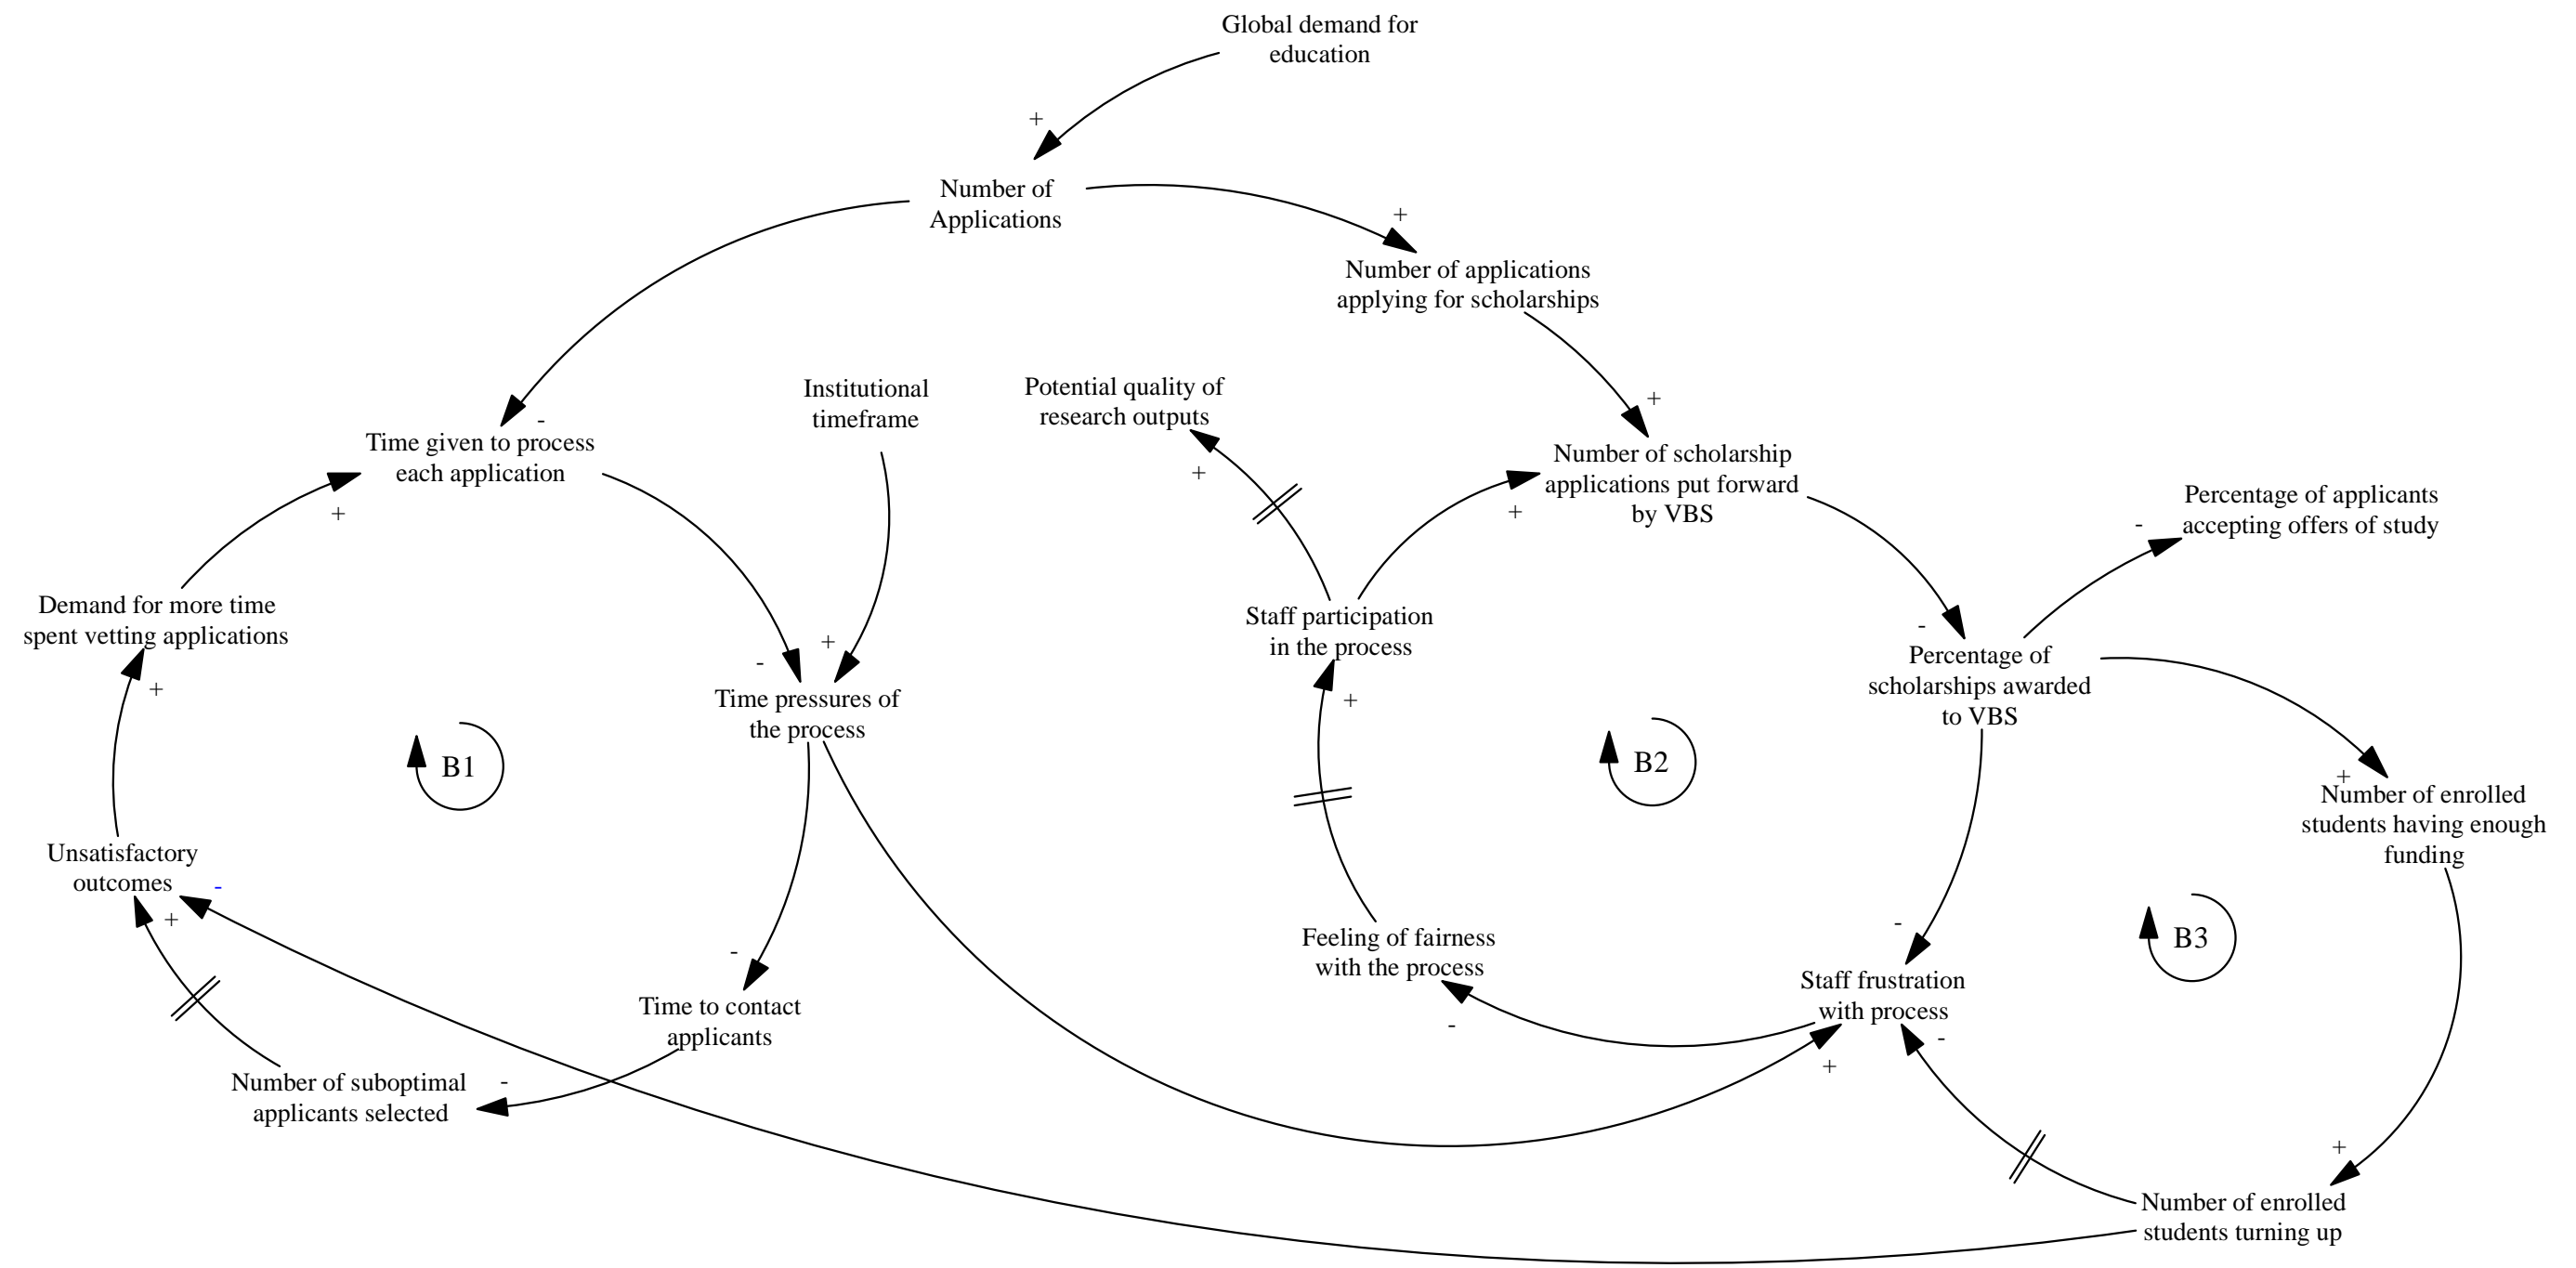 Global demand for
education
+
Number of
Applications
+
Number of applications
applying for scholarships
-
Time given to process
each application
+
Institutional
timeframe
Potential quality of
research outputs
+
+
Number of scholarship
applications put forward
by VBS
+
Percentage of applicants
accepting offers of study
-
Demand for more time
spent vetting applications
+
Staff participation
in the process
+
-
Percentage of
scholarships awarded
to VBS
-
+
Time pressures of
the process
B1
B2
+
Number of enrolled
students having enough
funding
Unsatisfactory
outcomes
-
+
Feeling of fairness
with the process
-
-
Staff frustration
with process
-
+
B3
-
Time to contact
applicants
Number of suboptimal
applicants selected
-
+
Number of enrolled
students turning up